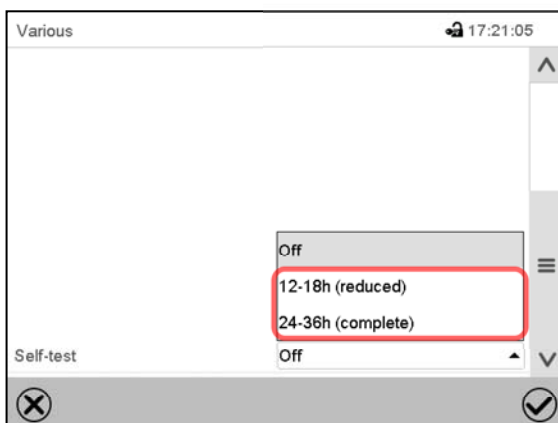 Various 17:21:05
Off
12-18h (reduced)
24-36h (complete)
Self-test Off